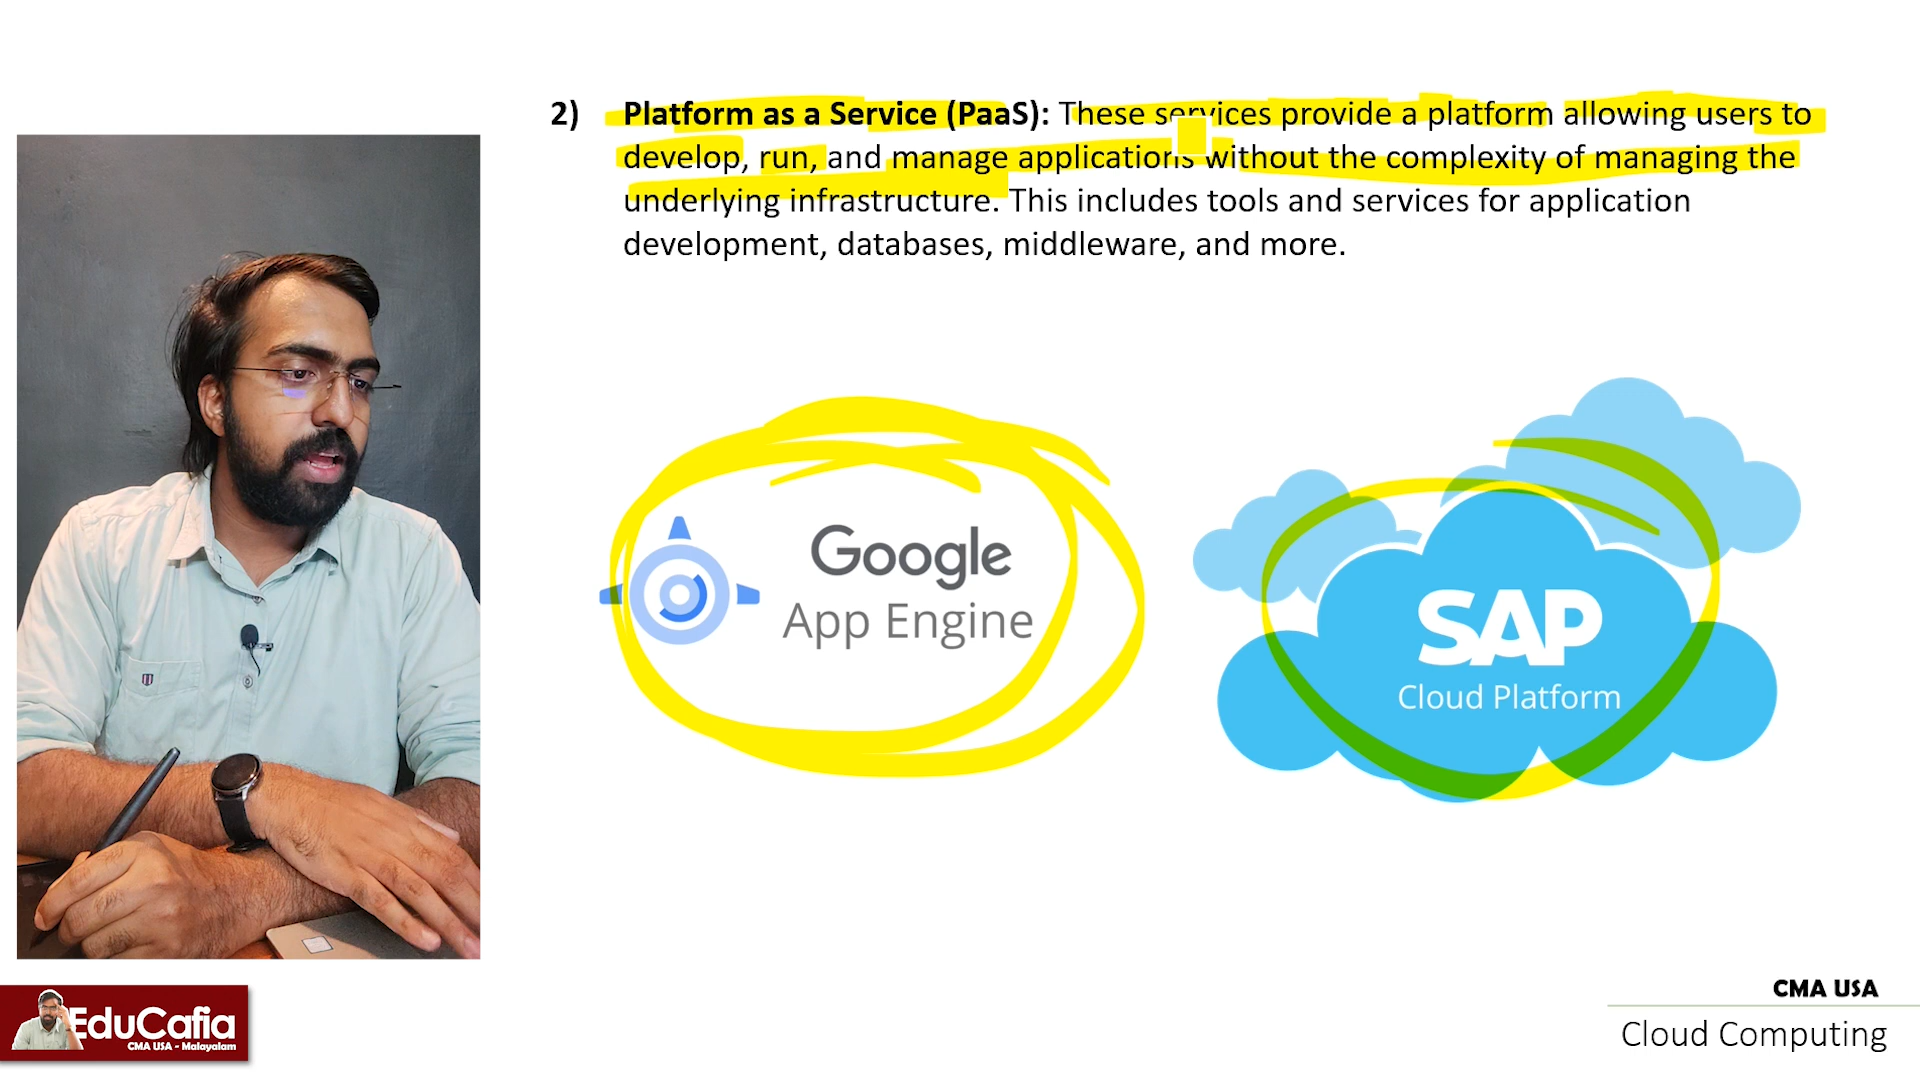 2) Platform as a Service (PaaS): These services provide a platform allowing users to
develop, run, and manage applications without the complexity of managing the
underlying infrastructure. This includes tools and services for application
development, databases, middleware, and more.
Google
App Engine
SAP
Cloud Platform
EduCafia
CMA USA - Malayalam
CMA USA
Cloud Computing